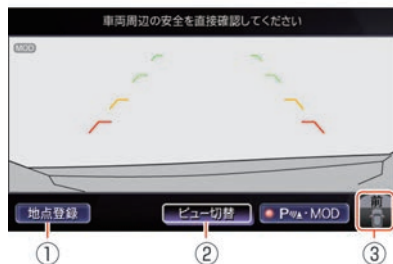 車両周辺の安全を直接確認してください
MOD
地点登録
ビュー切替
P・MOD
前
①
②
③